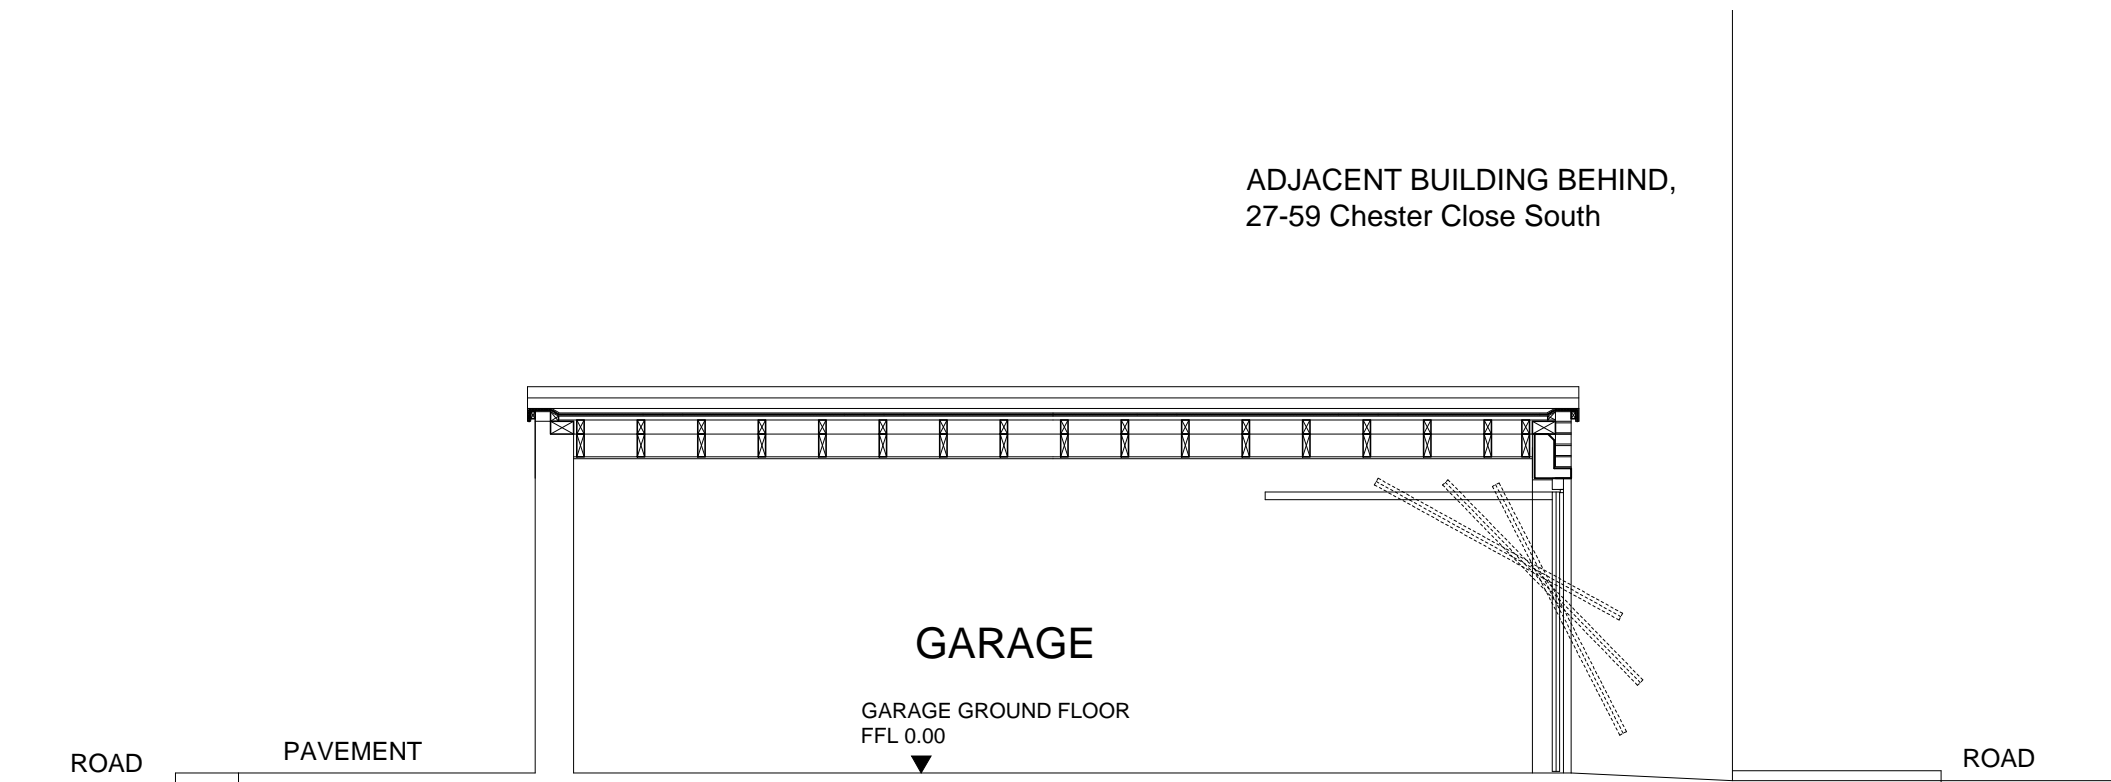 ADJACENT BUILDING BEHIND,
27-59 Chester Close South
GARAGE
GARAGE GROUND FLOOR
FFL 0.00
ROAD
PAVEMENT
ROAD